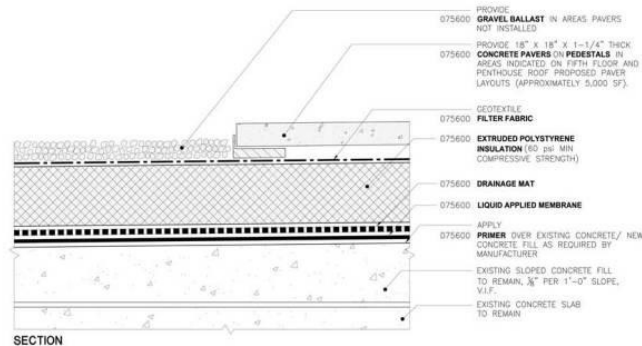 PROVIDE
075600 GRAVEL BALLAST IN AREAS PAVERS
NOT INSTALLED
PROVIDE 18" X 18" X 1-1/4" THICK
075600 CONCRETE PAVERS ON PEDESTALS IN
AREAS INDICATED ON FIFTH FLOOR AND
PENTHOUSE ROOF PROPOSED PAVER
LAYOUTS (APPROXIMATELY 5,000 SF).
GEOTEXTILE
075600 FILTER FABRIC
075600 EXTRUDED POLYSTYRENE
INSULATION (60 psi MIN
COMPRESSIVE STRENGTH)
075600 DRAINAGE MAT
075600 LIQUID APPLIED MEMBRANE
APPLY
075600 PRIMER OVER EXISTING CONCRETE/ NEW
CONCRETE FILL AS REQUIRED BY
MANUFACTURER
EXISTING SLOPED CONCRETE FILL
TO REMAIN, ⅛" PER 1'-0" SLOPE,
V.I.F.
EXISTING CONCRETE SLAB
TO REMAIN
SECTION